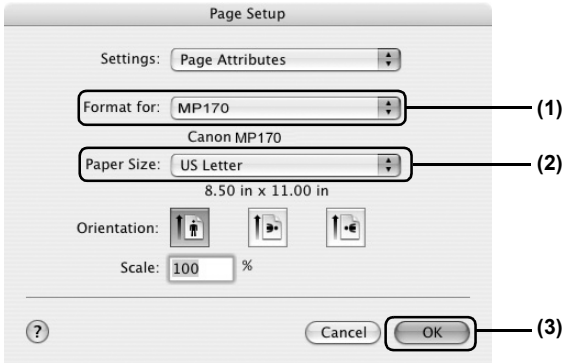 Page Setup
Settings: Page Attributes
Format for: MP170 (1)
Canon MP170
Paper Size: US Letter (2)
8.50 in x 11.00 in
Orientation:
Scale: 100 %
? Cancel OK (3)